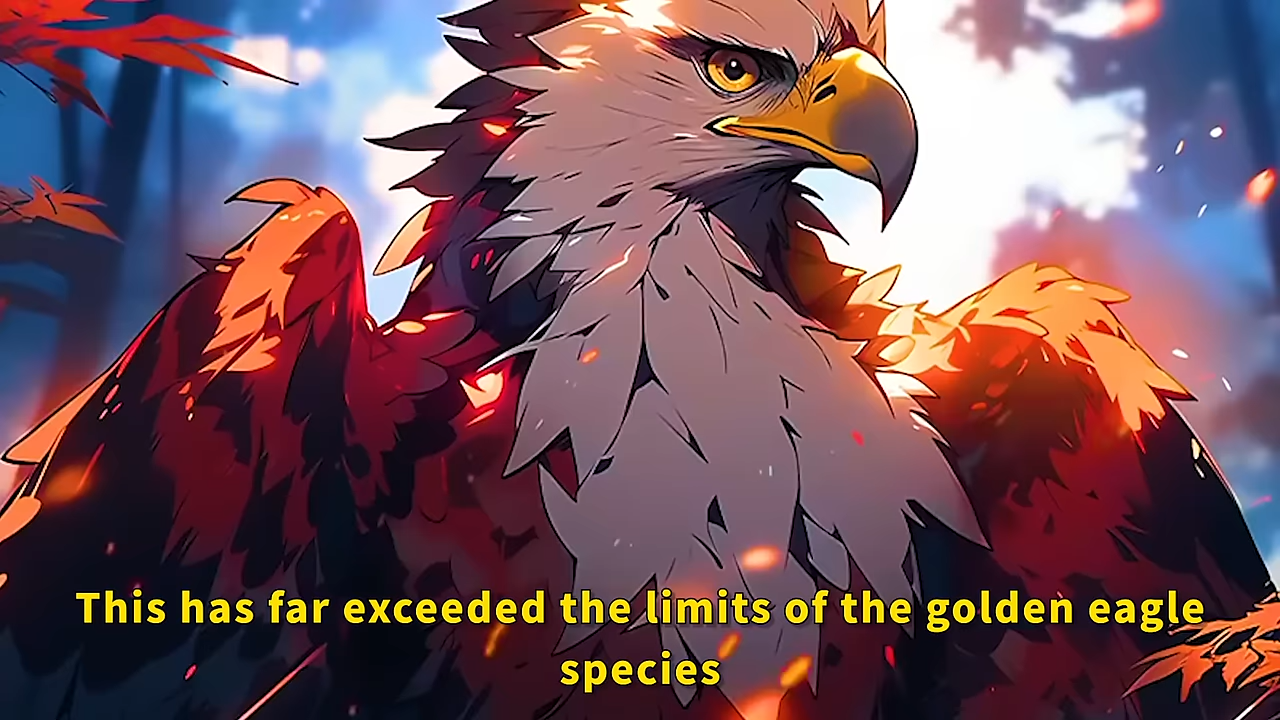 This has far exceeded the limits of the golden eagle
species